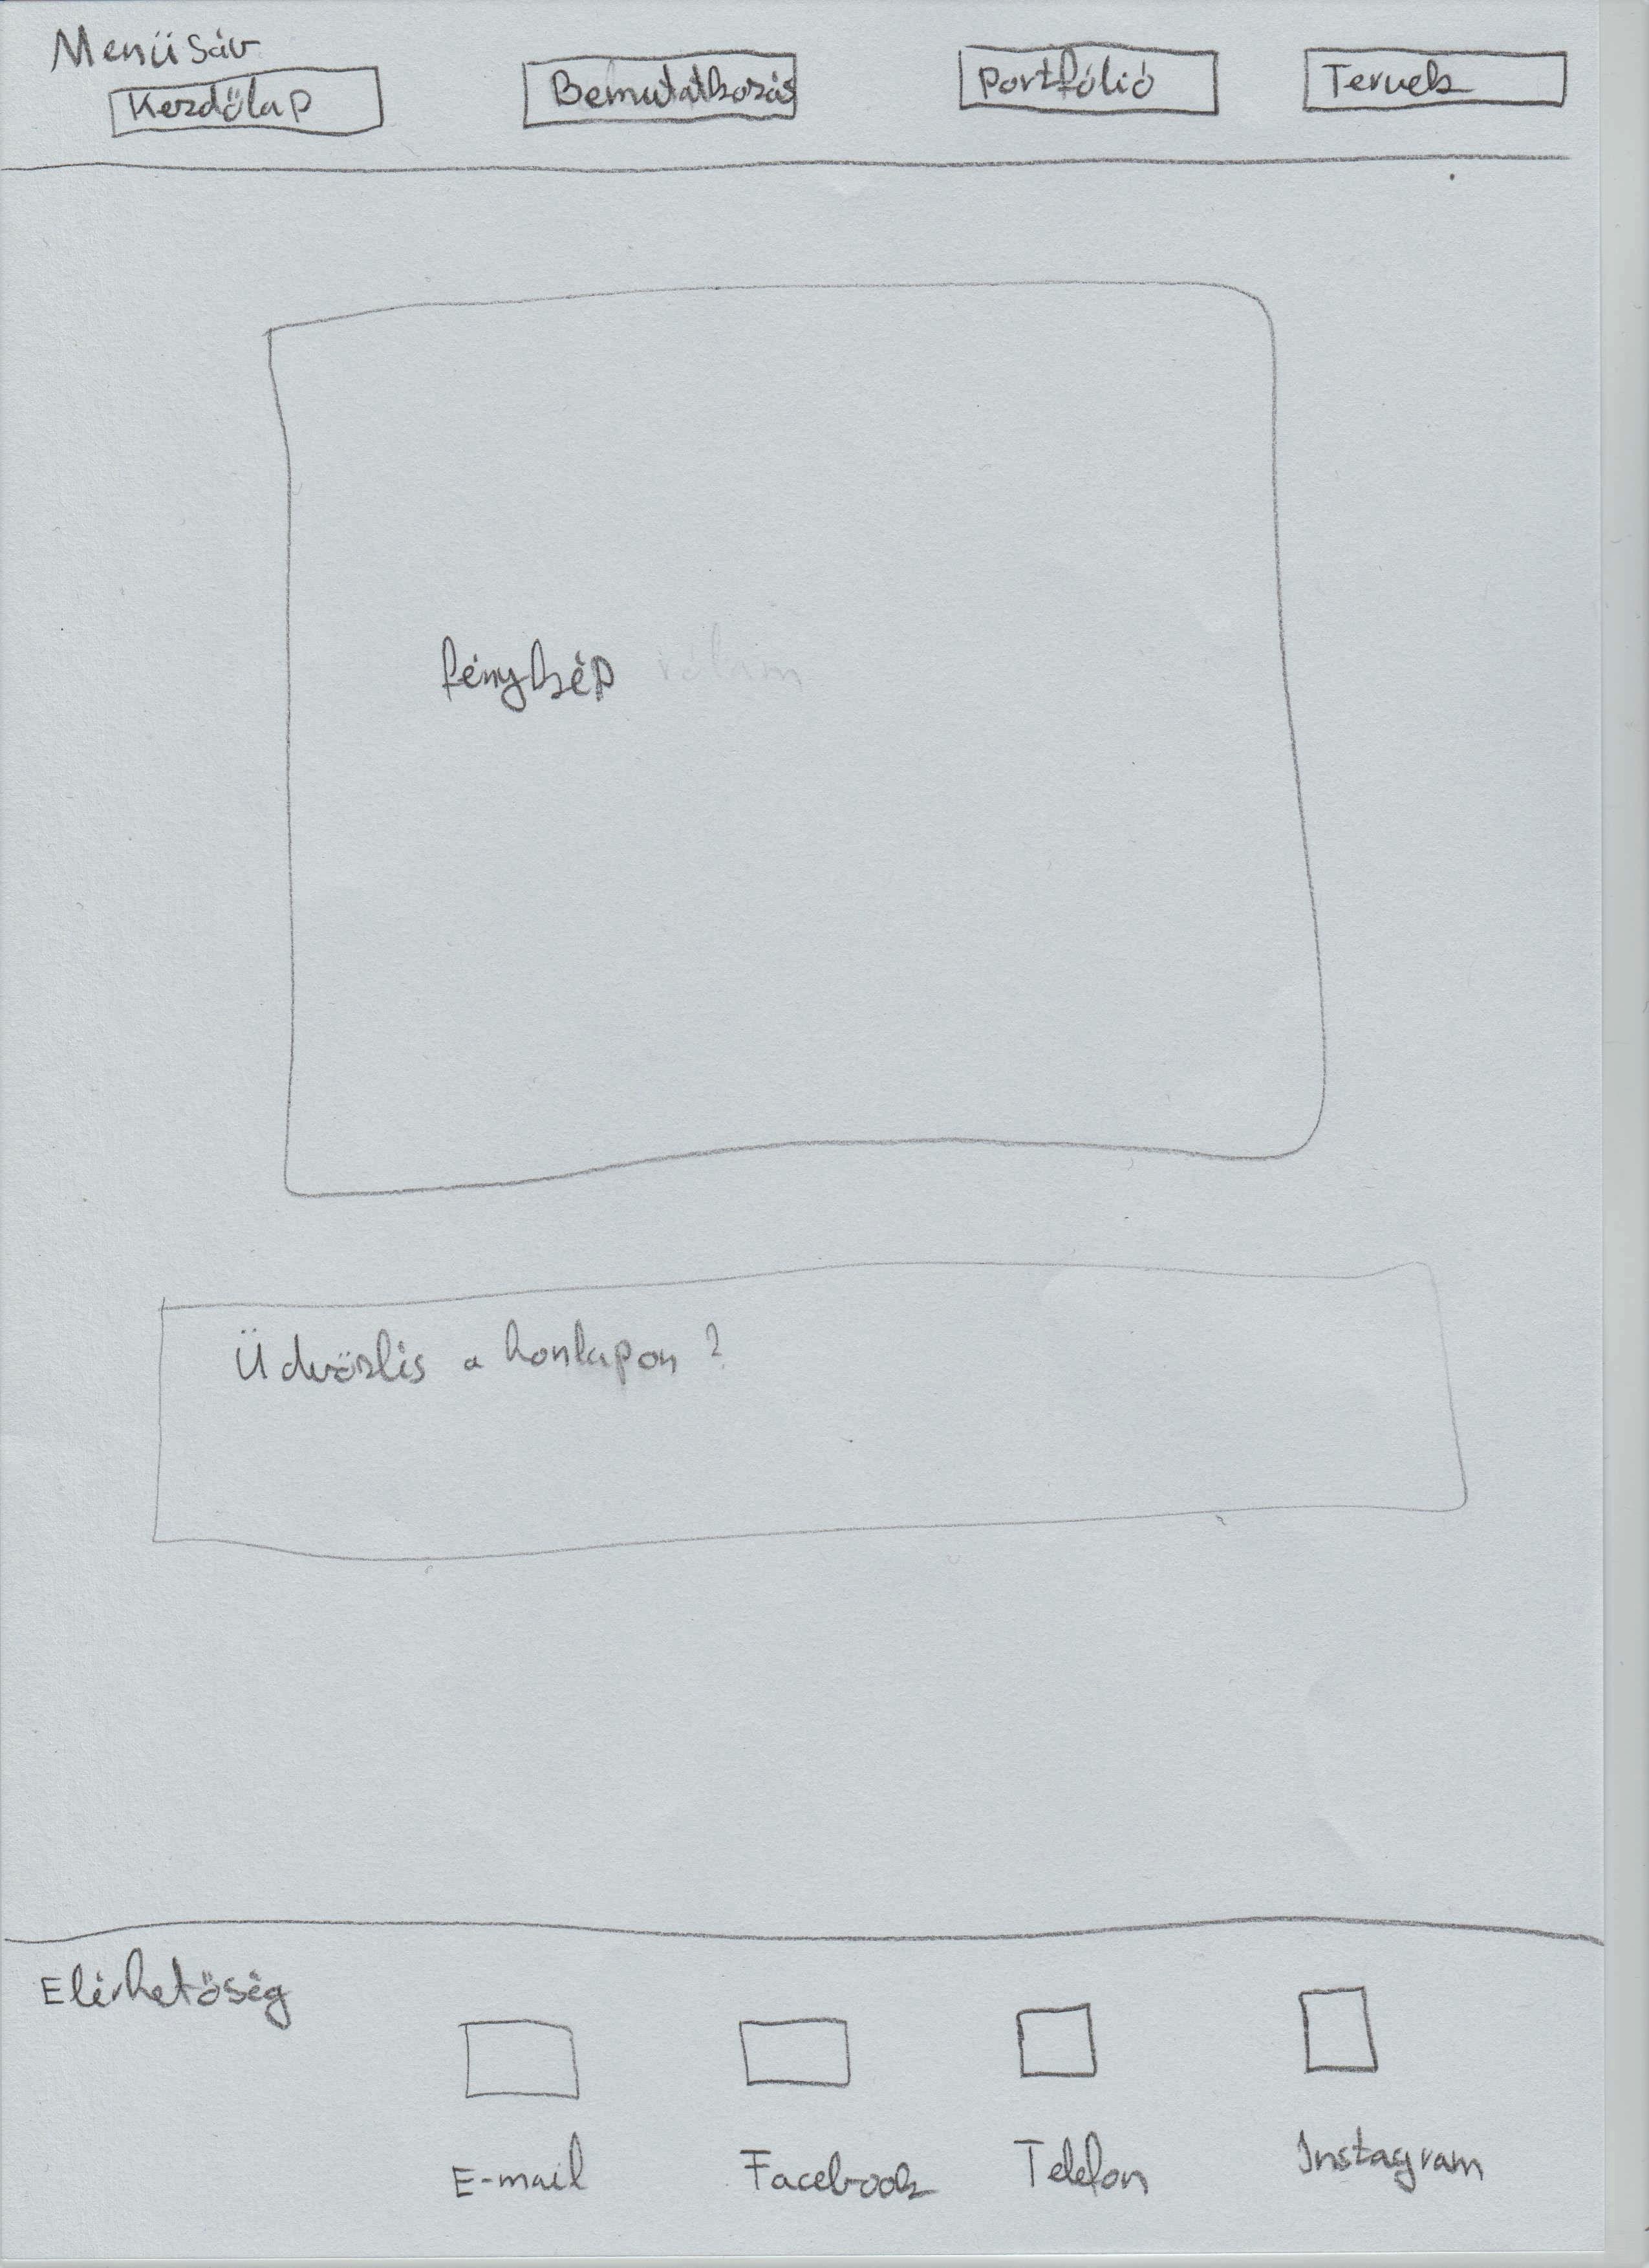 Menüsáv
Kezdőlap
Bemutatkozás
Portfólió
Tervek
fénykép rólam
Üdvözlés a honlapon ?
Elérhetőség
E-mail
Facebook
Telefon
Instagram